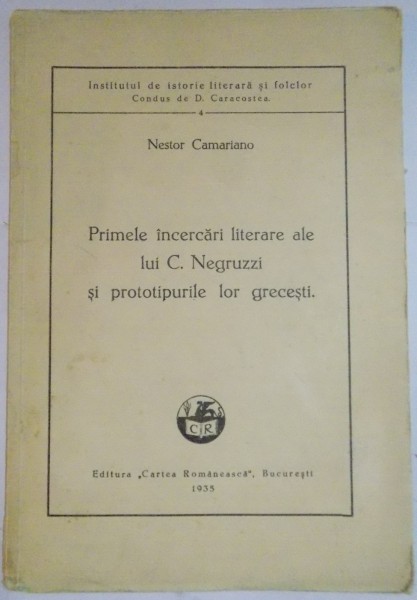 Institutul de istorie literară și folclor
Condus de D. Caracostea.
4
Nestor Camariano
Primele încercări literare ale
lui C. Negruzzi
și prototipurile lor grecești.
C R
Editura „Cartea Românească", București
1935